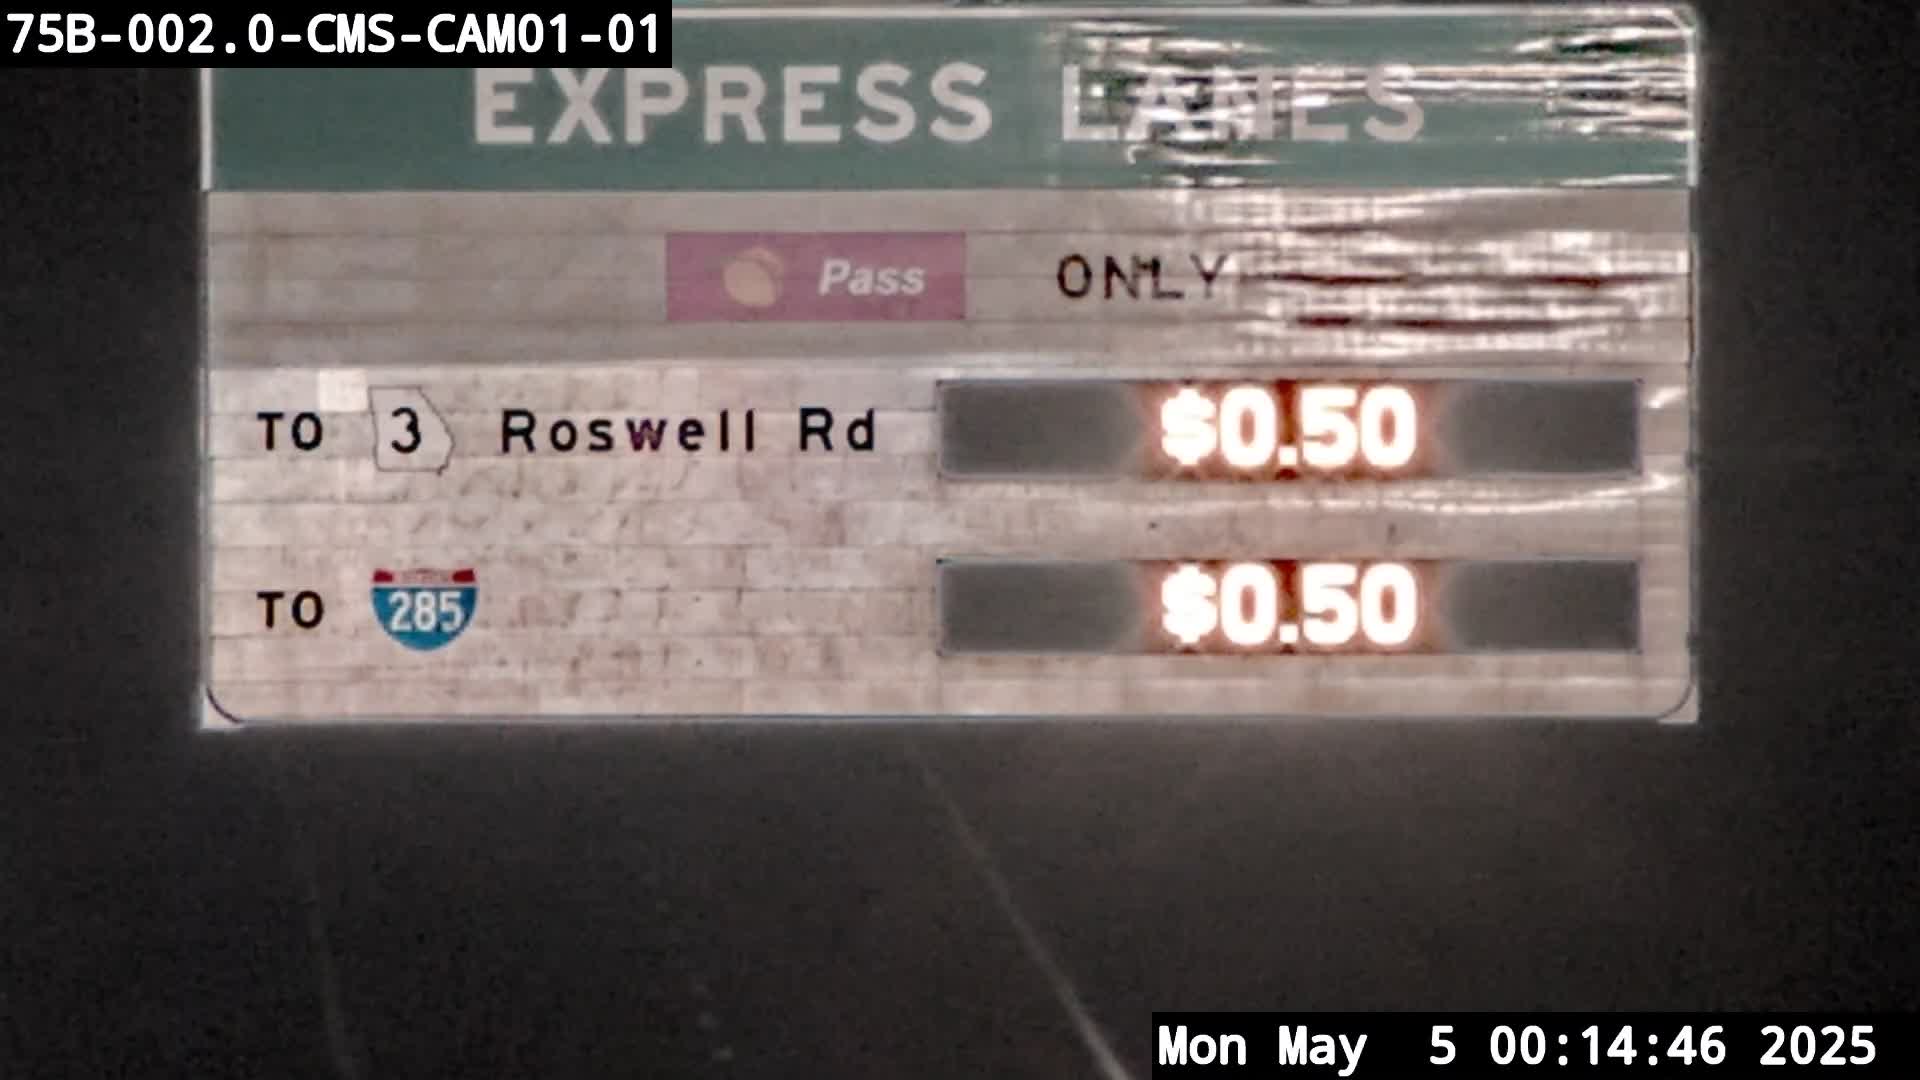 75B-002.0-CMS-CAM01-01
EXPRESS LANES
Pass ONLY
TO 3 Roswell Rd $0.50
TO 285 $0.50
Mon May 5 00:14:46 2025